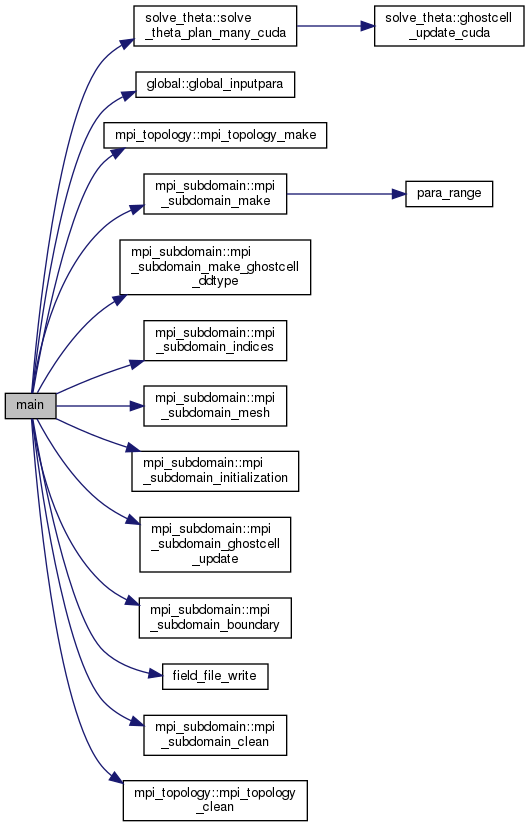 solve_theta::solve
_theta_plan_many_cuda
solve_theta::ghostcell
_update_cuda
global::global_inputpara
mpi_topology::mpi_topology_make
mpi_subdomain::mpi
_subdomain_make
para_range
mpi_subdomain::mpi
_subdomain_make_ghostcell
_ddtype
mpi_subdomain::mpi
_subdomain_indices
main
mpi_subdomain::mpi
_subdomain_mesh
mpi_subdomain::mpi
_subdomain_initialization
mpi_subdomain::mpi
_subdomain_ghostcell
_update
mpi_subdomain::mpi
_subdomain_boundary
field_file_write
mpi_subdomain::mpi
_subdomain_clean
mpi_topology::mpi_topology
_clean